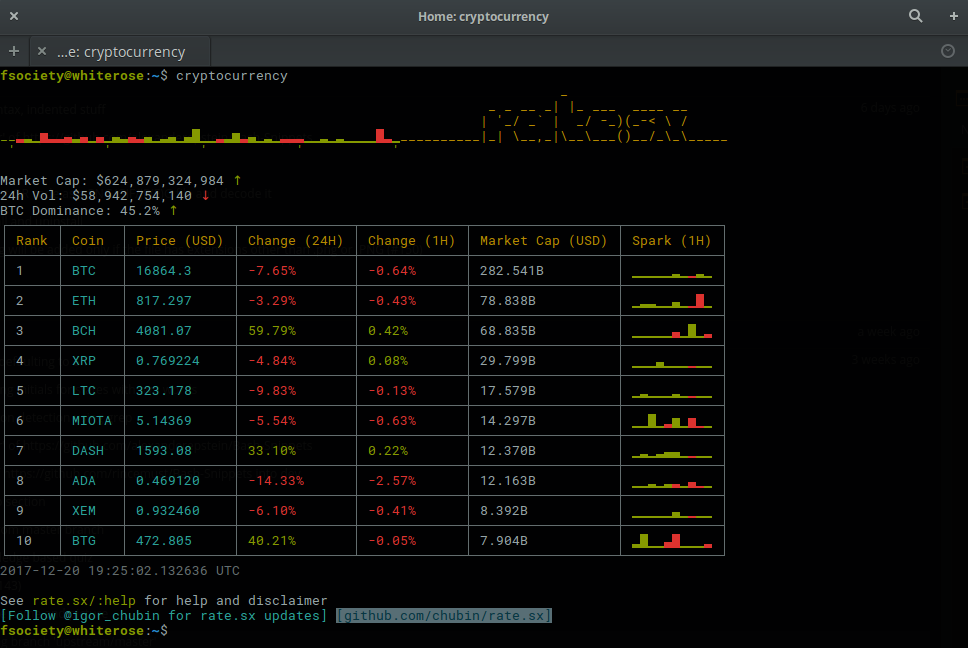 Home: cryptocurrency
...e: cryptocurrency
fsociety@whiterose:~$ cryptocurrency
Market Cap: $624,879,324,984 ↑
24h Vol: $58,942,754,140 ↓
BTC Dominance: 45.2% ↑
Rank Coin Price (USD) Change (24H) Change (1H) Market Cap (USD) Spark (1H)
1 BTC 16864.3 -7.65% -0.64% 282.541B
2 ETH 817.297 -3.29% -0.43% 78.838B
3 BCH 4081.07 59.79% 0.42% 68.835B
4 XRP 0.769224 -4.84% 0.08% 29.799B
5 LTC 323.178 -9.83% -0.13% 17.579B
6 MIOTA 5.14369 -5.54% -0.63% 14.297B
7 DASH 1593.08 33.10% 0.22% 12.370B
8 ADA 0.469120 -14.33% -2.57% 12.163B
9 XEM 0.932460 -6.10% -0.41% 8.392B
10 BTG 472.805 40.21% -0.05% 7.904B
2017-12-20 19:25:02.132636 UTC
See rate.sx/:help for help and disclaimer
[Follow @igor_chubin for rate.sx updates] [github.com/chubin/rate.sx]
fsociety@whiterose:~$